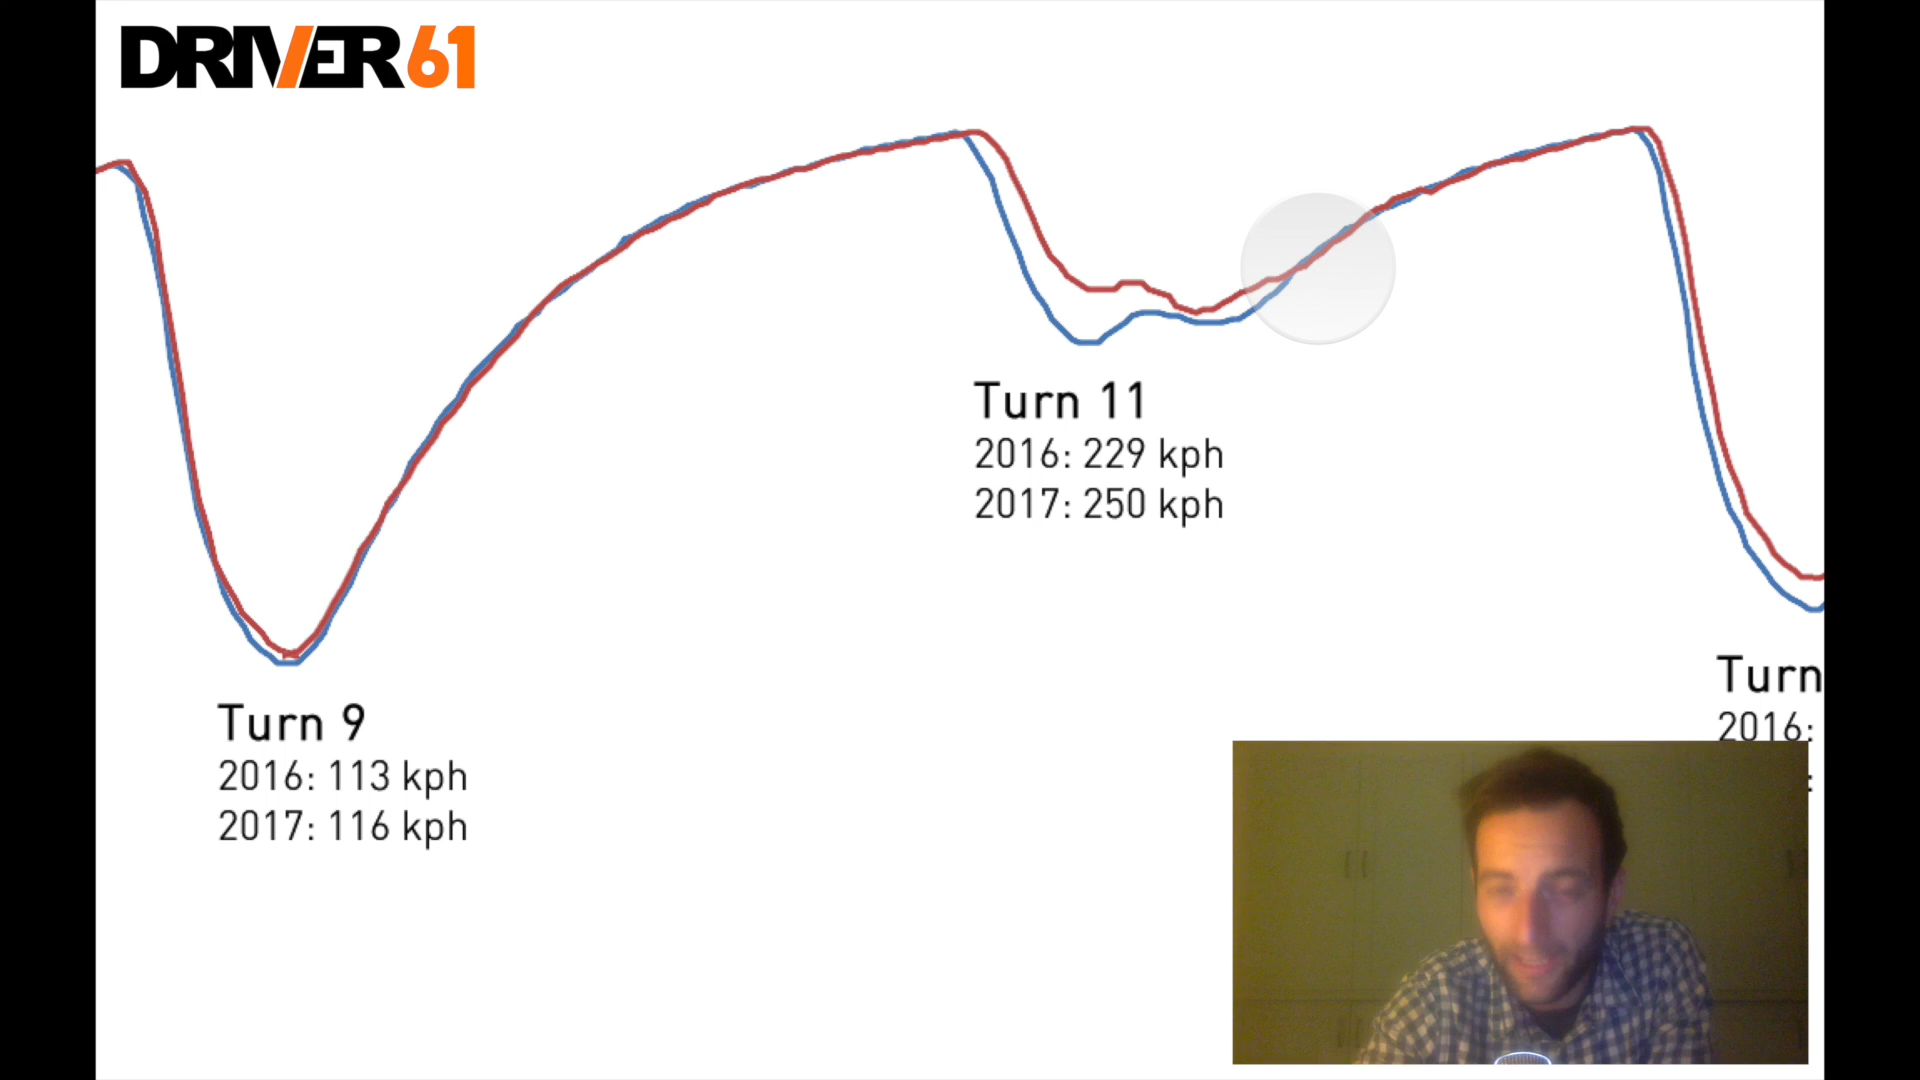 DRIVER61
Turn 11
2016: 229 kph
2017: 250 kph
Turn 9
2016: 113 kph
2017: 116 kph
Turn
2016: